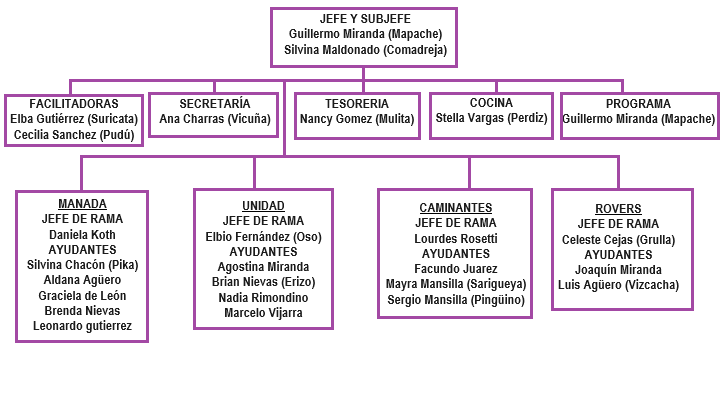 JEFE Y SUBJEFE
Guillermo Miranda (Mapache)
Silvina Maldonado (Comadreja)
FACILITADORAS
Elba Gutiérrez (Suricata)
Cecilia Sanchez (Pudú)
SECRETARÍA
Ana Charras (Vicuña)
TESORERIA
Nancy Gomez (Mulita)
COCINA
Stella Vargas (Perdiz)
PROGRAMA
Guillermo Miranda (Mapache)
MANADA
JEFE DE RAMA
Daniela Koth
AYUDANTES
Silvina Chacón (Pika)
Aldana Agüero
Graciela de León
Brenda Nievas
Leonardo gutierrez
UNIDAD
JEFE DE RAMA
Elbio Fernández (Oso)
AYUDANTES
Agostina Miranda
Brian Nievas (Erizo)
Nadia Rimondino
Marcelo Vijarra
CAMINANTES
JEFE DE RAMA
Lourdes Rosetti
AYUDANTES
Facundo Juarez
Mayra Mansilla (Sarigueya)
Sergio Mansilla (Pingüino)
ROVERS
JEFE DE RAMA
Celeste Cejas (Grulla)
AYUDANTES
Joaquín Miranda
Luis Agüero (Vizcacha)